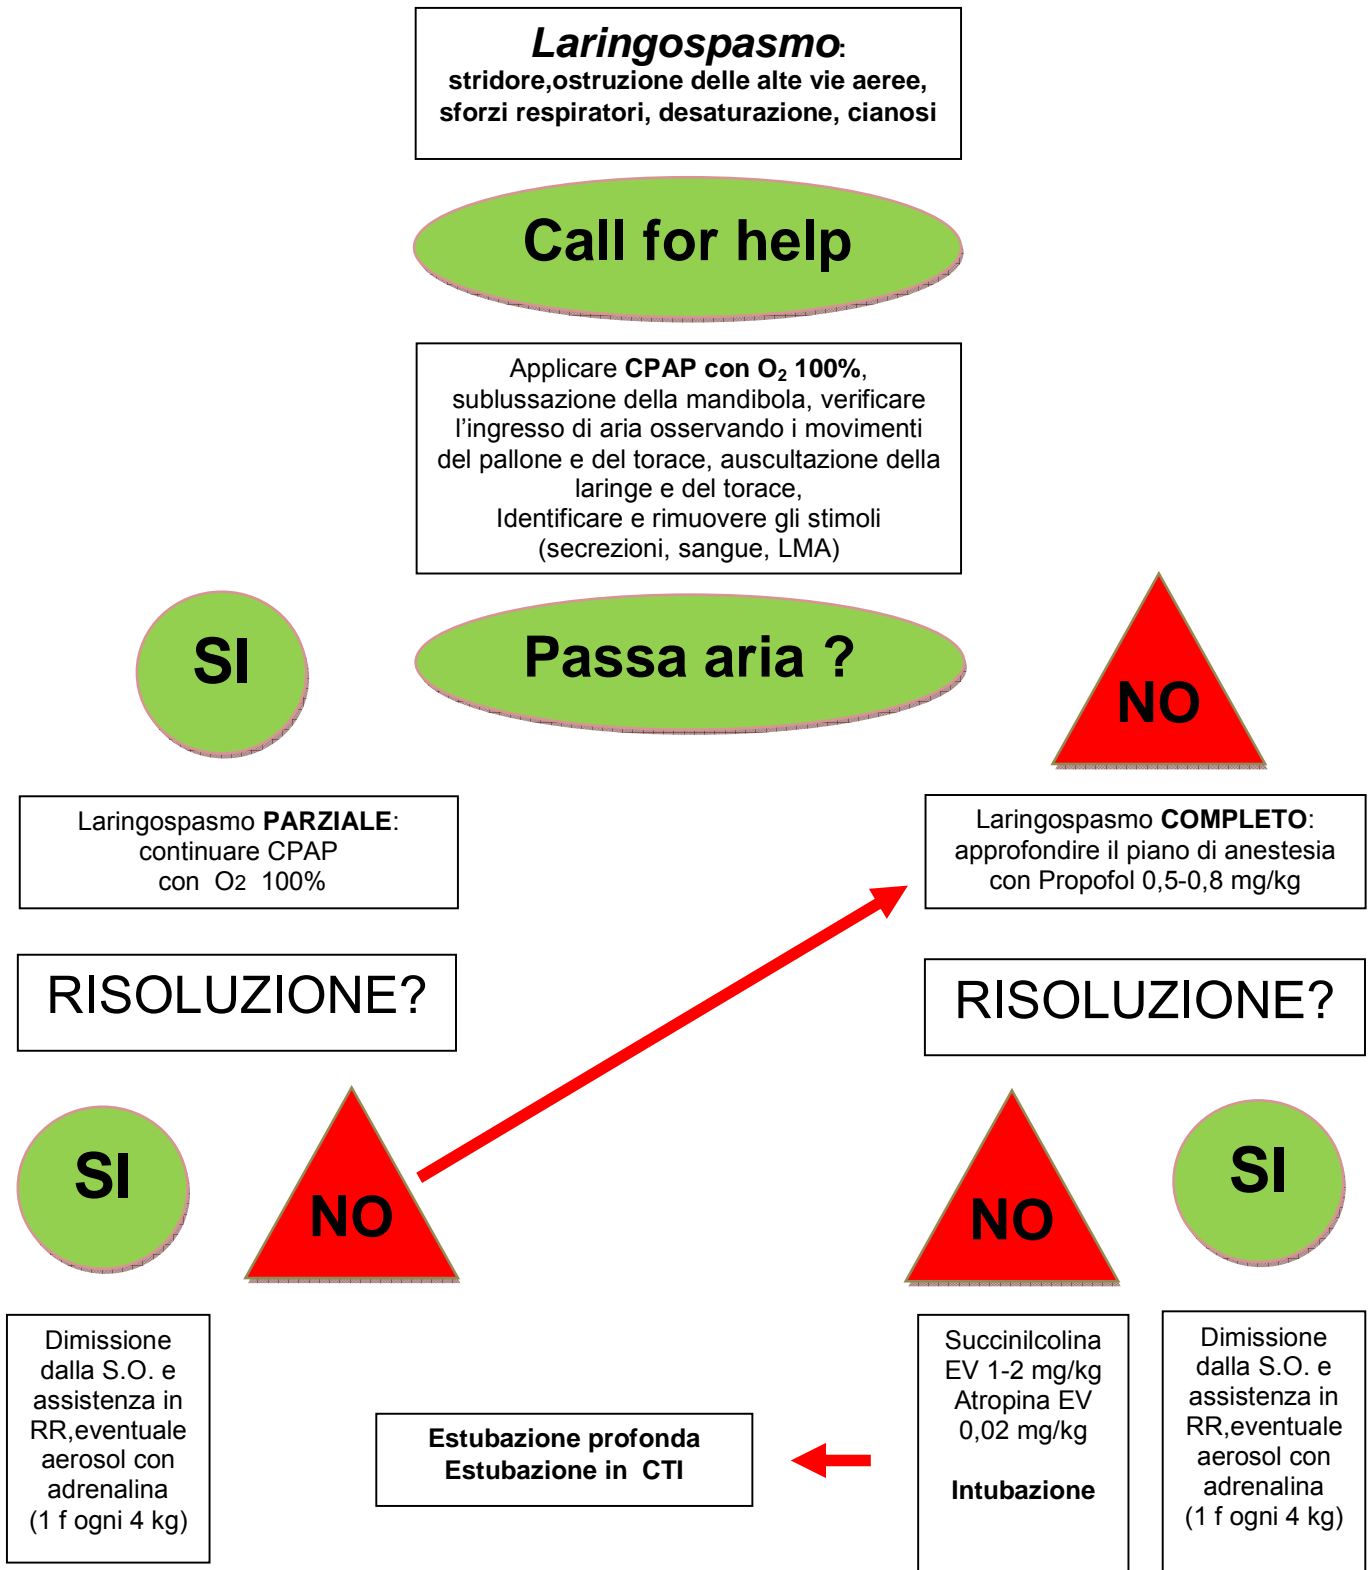 Laringospasmo:
stridore,ostruzione delle alte vie aeree,
sforzi respiratori, desaturazione, cianosi
Call for help
Applicare CPAP con O₂ 100%,
sublussazione della mandibola, verificare
l’ingresso di aria osservando i movimenti
del pallone e del torace, auscultazione della
laringe e del torace,
Identificare e rimuovere gli stimoli
(secrezioni, sangue, LMA)
SI
Passa aria ?
NO
Laringospasmo PARZIALE:
continuare CPAP
con O2 100%
Laringospasmo COMPLETO:
approfondire il piano di anestesia
con Propofol 0,5-0,8 mg/kg
RISOLUZIONE?
RISOLUZIONE?
SI
NO
NO
SI
Dimissione
dalla S.O. e
assistenza in
RR,eventuale
aerosol con
adrenalina
(1 f ogni 4 kg)
Estubazione profonda
Estubazione in CTI
Succinilcolina
EV 1-2 mg/kg
Atropina EV
0,02 mg/kg
Intubazione
Dimissione
dalla S.O. e
assistenza in
RR,eventuale
aerosol con
adrenalina
(1 f ogni 4 kg)